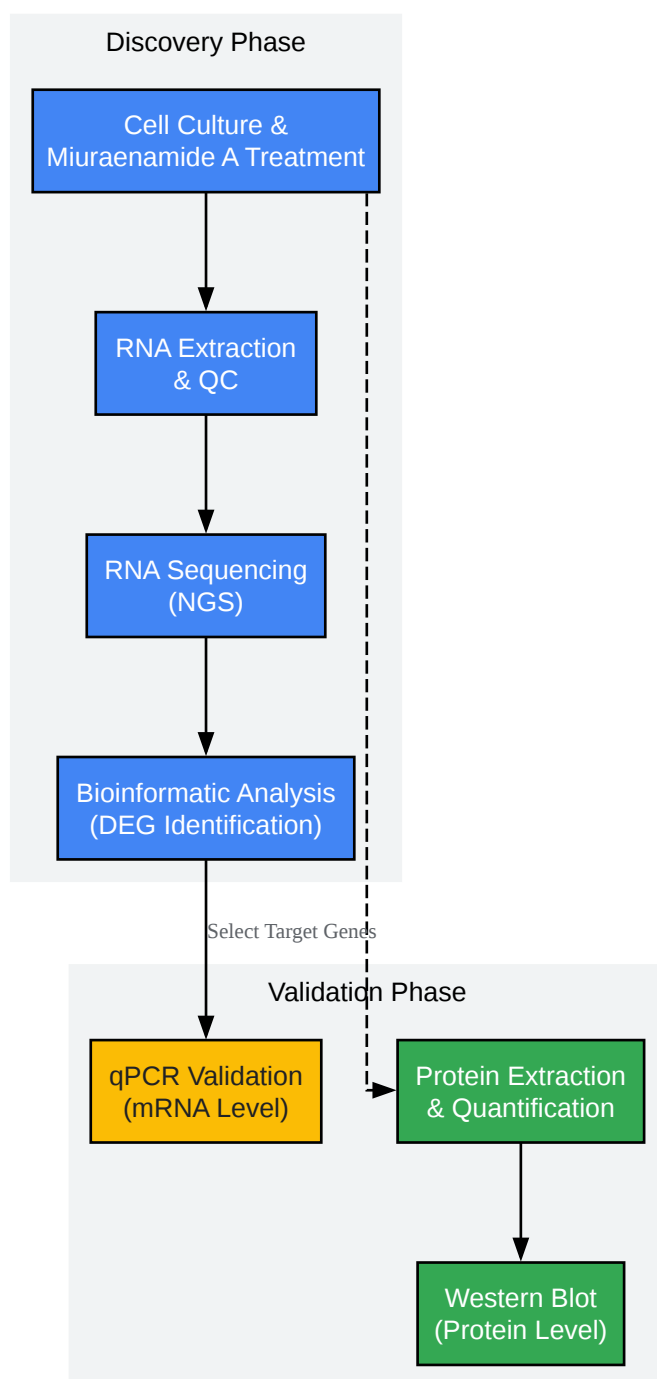 Discovery Phase
Cell Culture &
Miuraenamide A Treatment
RNA Extraction
& QC
RNA Sequencing
(NGS)
Bioinformatic Analysis
(DEG Identification)
Select Target Genes
Validation Phase
qPCR Validation
(mRNA Level)
Protein Extraction
& Quantification
Western Blot
(Protein Level)